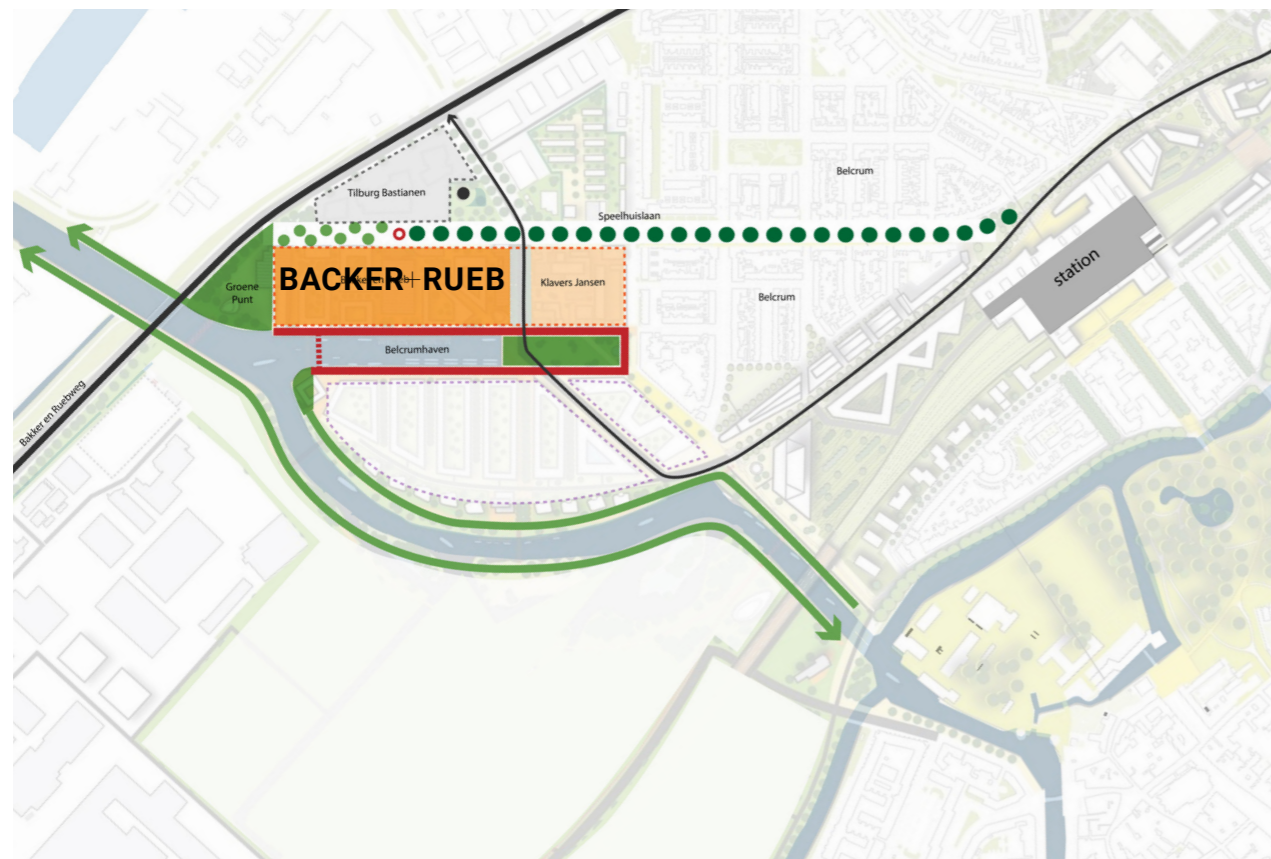 Belcrum
Tilburg Bastianen
Speelhuislaan
BACKER+RUEB
Groene
Punt
Klavers Jansen
Belcrum
station
Belcrumhaven
Bakker en Ruebweg